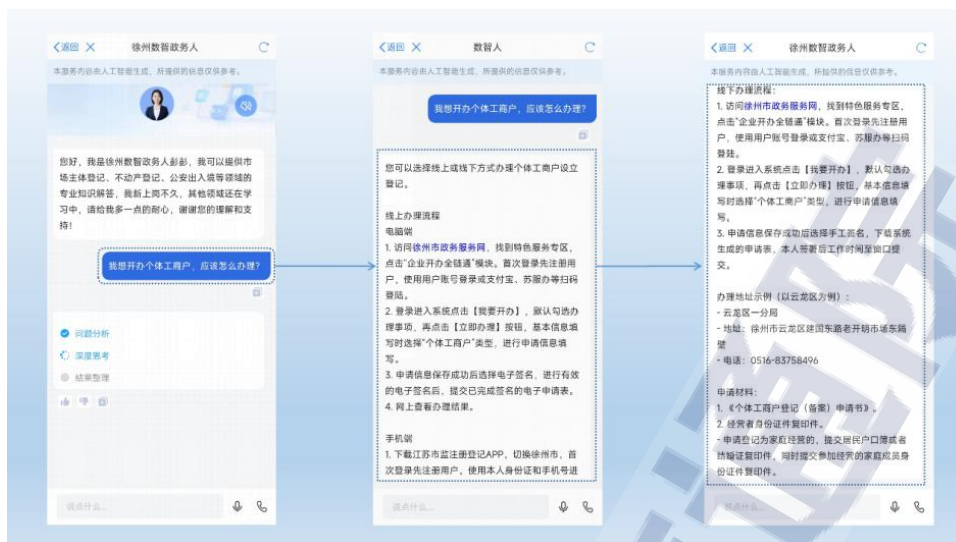 返回
徐州数智政务人
本服务内容由人工智能生成，所提供的信息仅供参考。
您好，我是徐州数智政务人彭彭，我可以提供市
场主体登记、不动产登记、公安出入境等领域的
专业知识解答，我新上岗不久，其他领域还在学
习中，请给我多一点的耐心，谢谢您的理解和支
持！
我想开办个体工商户，应该怎么办理？
问题分析
深度思考
结果整理
说点什么...
返回
数智人
本服务内容由人工智能生成，所提供的信息仅供参考。
我想开办个体工商户，应该怎么办理？
您可以选择线上或线下方式办理个体工商户设立
登记。
线上办理流程
电脑端
1. 访问徐州市政务服务网，找到特色服务专区，
点击“企业开办全链通”模块。首次登录先注册用
户，使用用户账号登录或支付宝、苏服办等扫码
登陆。
2. 登录进入系统点击【我要开办】，默认勾选办
理事项，再点击【立即办理】按钮，基本信息填
写时选择“个体工商户”类型，进行申请信息填
写。
3. 申请信息保存成功后选择电子签名，进行有效
的电子签名后，提交已完成签名的电子申请表。
4. 网上查看办理结果。
手机端
1. 下载江苏市监注册登记APP，切换徐州市，首
次登录先注册用户，使用本人身份证和手机号进
说点什么...
返回
徐州数智政务人
本服务内容由人工智能生成，所提供的信息仅供参考。
线下办理流程：
1. 访问徐州市政务服务网，找到特色服务专区，
点击“企业开办全链通”模块。首次登录先注册用
户，使用用户账号登录或支付宝、苏服办等扫码
登陆。
2. 登录进入系统点击【我要开办】，默认勾选办
理事项，再点击【立即办理】按钮，基本信息填
写时选择“个体工商户”类型，进行申请信息填
写。
3. 申请信息保存成功后选择手工签名，下载系统
生成的申请表，本人签署后工作时间至窗口提
交。
办理地址示例（以云龙区为例）：
- 云龙区一分局
- 地址：徐州市云龙区建国东路老开明市场东隔
壁
- 电话：0516-83758496
申请材料：
1.《个体工商户登记（备案）申请书》。
2. 经营者身份证件复印件。
- 申请登记为家庭经营的，提交居民户口簿或者
结婚证复印件，同时提交参加经营的家庭成员身
份证件复印件。
说点什么...